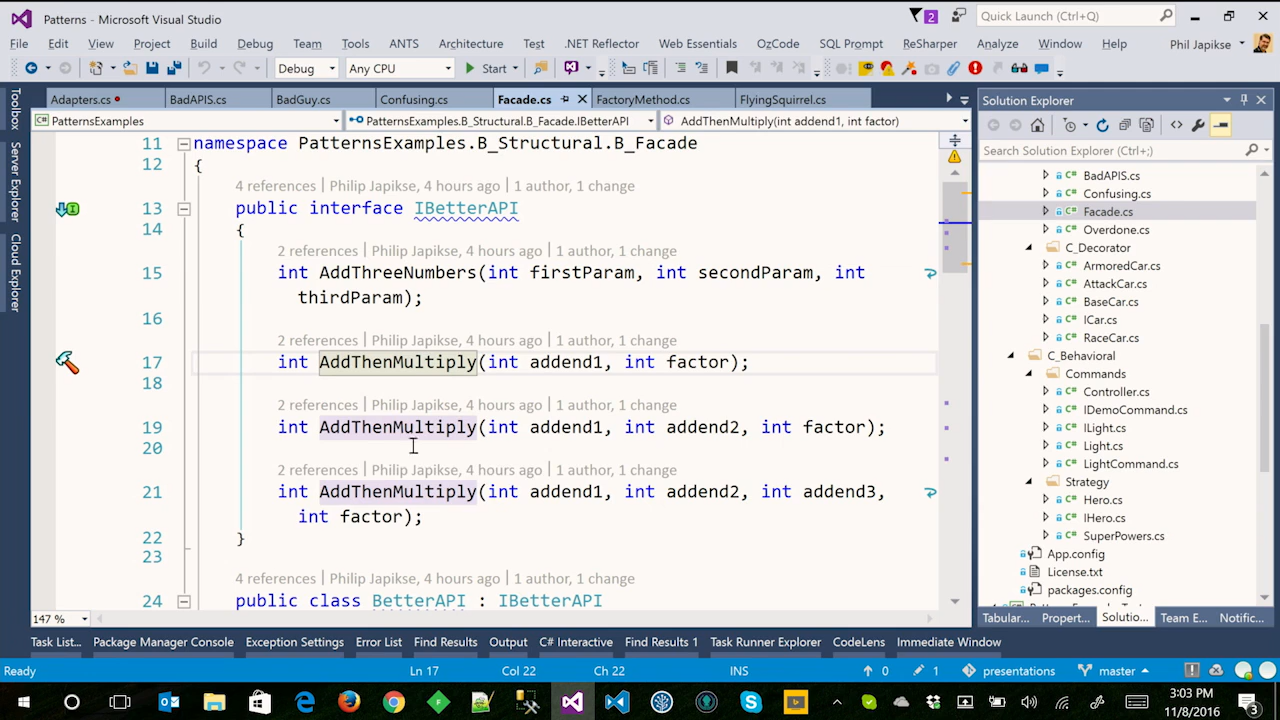 Patterns - Microsoft Visual Studio
2
Quick Launch (Ctrl+Q)
File Edit View Project Build Debug Team Tools ANTS Architecture Test .NET Reflector Web Essentials OzCode SQL Prompt ReSharper Analyze Window Help Phil Japikse
Debug Any CPU Start
Adapters.cs BadAPIS.cs BadGuy.cs Confusing.cs Facade.cs FactoryMethod.cs FlyingSquirrel.cs
PatternsExamples PatternsExamples.B_Structural.B_Facade.IBetterAPI AddThenMultiply(int addend1, int factor)
Toolbox
Server Explorer
Cloud Explorer
11 namespace PatternsExamples.B_Structural.B_Facade
12 {
4 references | Philip Japikse, 4 hours ago | 1 author, 1 change
13 public interface IBetterAPI
14 {
2 references | Philip Japikse, 4 hours ago | 1 author, 1 change
15 int AddThreeNumbers(int firstParam, int secondParam, int
thirdParam);
16
2 references | Philip Japikse, 4 hours ago | 1 author, 1 change
17 int AddThenMultiply(int addend1, int factor);
18
2 references | Philip Japikse, 4 hours ago | 1 author, 1 change
19 int AddThenMultiply(int addend1, int addend2, int factor);
20
2 references | Philip Japikse, 4 hours ago | 1 author, 1 change
21 int AddThenMultiply(int addend1, int addend2, int addend3,
int factor);
22 }
23
4 references | Philip Japikse, 4 hours ago | 1 author, 1 change
24 public class BetterAPI : IBetterAPI
147 %
Solution Explorer
Search Solution Explorer (Ctrl+;)
C# BadAPIS.cs
C# Confusing.cs
C# Facade.cs
C# Overdone.cs
C_Decorator
C# ArmoredCar.cs
C# AttackCar.cs
C# BaseCar.cs
C# ICar.cs
C# RaceCar.cs
C_Behavioral
Commands
C# Controller.cs
C# IDemoCommand.cs
C# ILight.cs
C# Light.cs
C# LightCommand.cs
Strategy
C# Hero.cs
C# IHero.cs
C# SuperPowers.cs
App.config
License.txt
packages.config
Tabular... Propert... Solutio... Team E... Notific...
Task List... Package Manager Console Exception Settings Error List Find Results Output C# Interactive Find Results 1 Task Runner Explorer CodeLens Immediate Window
Ready Ln 17 Col 22 Ch 22 INS 0 1 presentations master
3:03 PM
11/8/2016
3